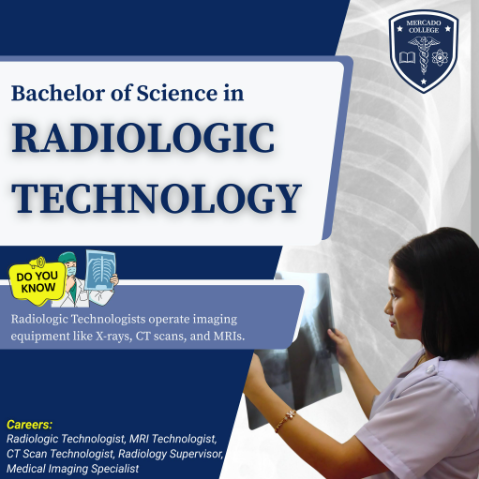 MERCADO
COLLEGE
Bachelor of Science in
RADIOLOGIC
TECHNOLOGY
DO YOU
KNOW
Radiologic Technologists operate imaging
equipment like X-rays, CT scans, and MRIs.
Careers:
Radiologic Technologist, MRI Technologist,
CT Scan Technologist, Radiology Supervisor,
Medical Imaging Specialist